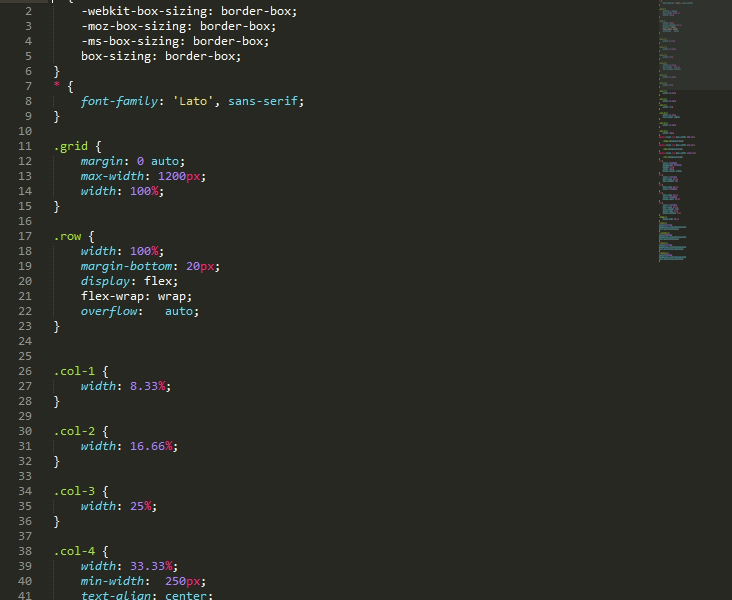 2 -webkit-box-sizing: border-box;
3 -moz-box-sizing: border-box;
4 -ms-box-sizing: border-box;
5 box-sizing: border-box;
6 }
7 * {
8 font-family: 'Lato', sans-serif;
9 }
10
11 .grid {
12 margin: 0 auto;
13 max-width: 1200px;
14 width: 100%;
15 }
16
17 .row {
18 width: 100%;
19 margin-bottom: 20px;
20 display: flex;
21 flex-wrap: wrap;
22 overflow:   auto;
23 }
24
25
26 .col-1 {
27 width: 8.33%;
28 }
29
30 .col-2 {
31 width: 16.66%;
32 }
33
34 .col-3 {
35 width: 25%;
36 }
37
38 .col-4 {
39 width: 33.33%;
40 min-width:  250px;
41 text-align: center;